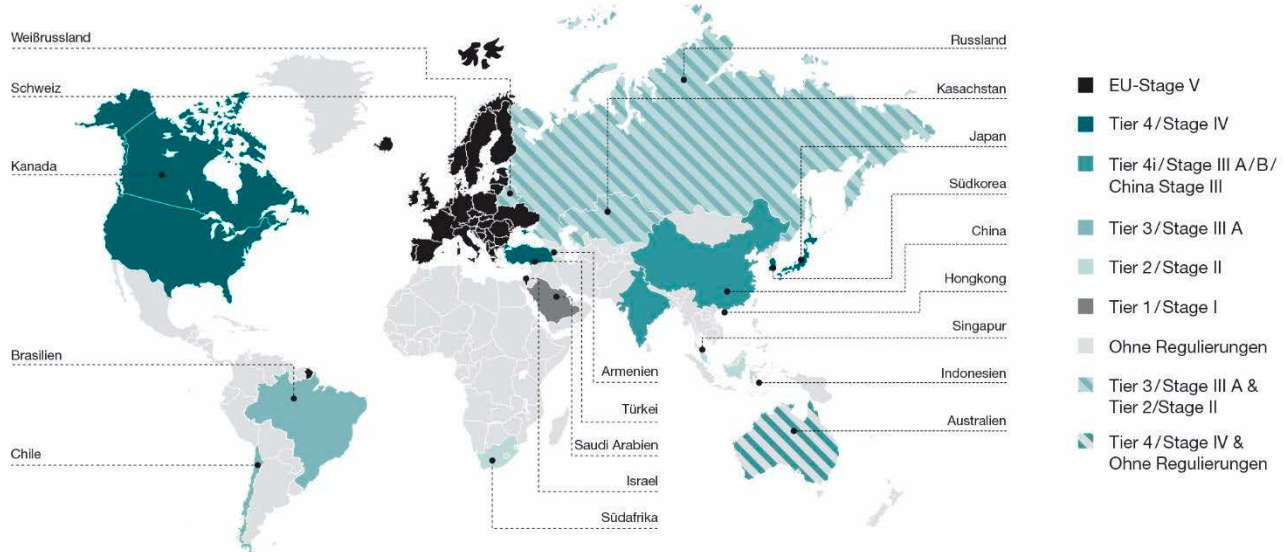 Weißrussland
Schweiz
Kanada
Brasilien
Chile
Russland
Kasachstan
Japan
Südkorea
China
Hongkong
Singapur
Indonesien
Australien
Armenien
Türkei
Saudi Arabien
Israel
Südafrika
EU-Stage V
Tier 4/Stage IV
Tier 4i/Stage III A/B/
China Stage III
Tier 3/Stage III A
Tier 2/Stage II
Tier 1/Stage I
Ohne Regulierungen
Tier 3/Stage III A &
Tier 2/Stage II
Tier 4/Stage IV &
Ohne Regulierungen